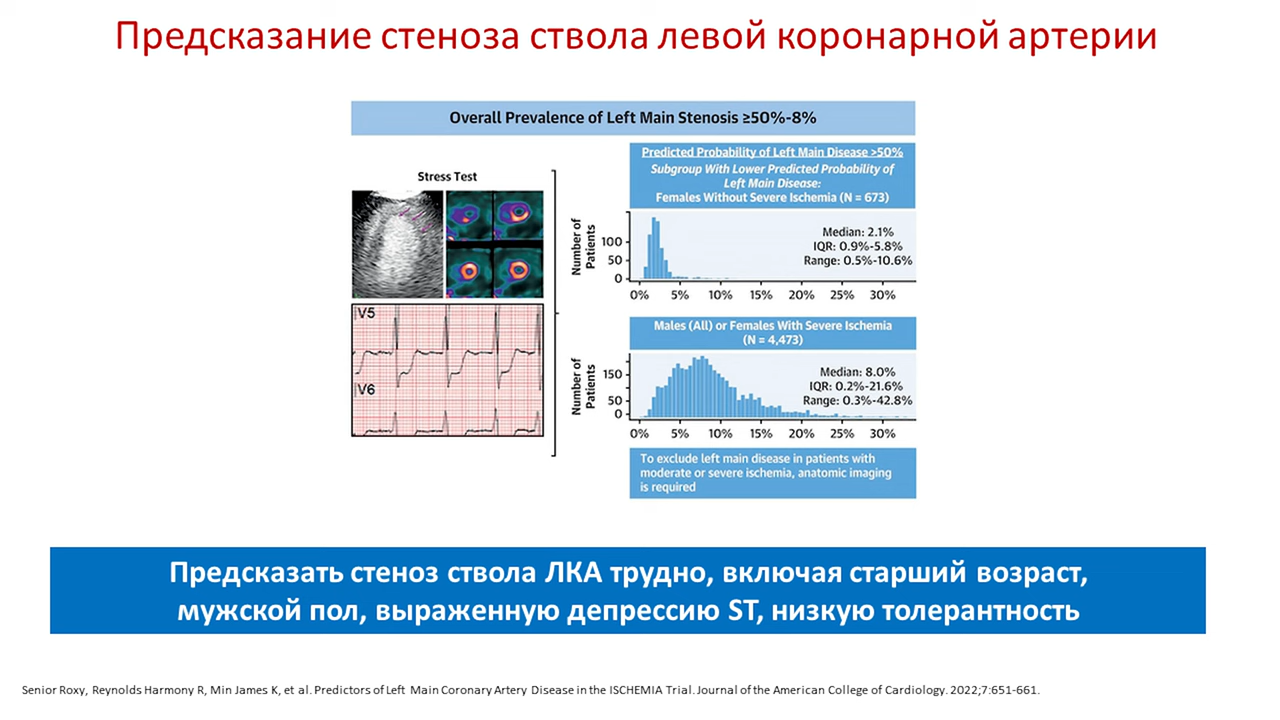 Предсказание стеноза ствола левой коронарной артерии
Overall Prevalence of Left Main Stenosis ≥50%-8%
Stress Test
V5
V6
Predicted Probability of Left Main Disease >50%
Subgroup With Lower Predicted Probability of
Left Main Disease:
Females Without Severe Ischemia (N = 673)
Number of
Patients
100
50
0
Median: 2.1%
IQR: 0.9%-5.8%
Range: 0.5%-10.6%
0% 5% 10% 15% 20% 25% 30%
Males (All) or Females With Severe Ischemia
(N = 4,473)
Number of
Patients
150
50
0
Median: 8.0%
IQR: 0.2%-21.6%
Range: 0.3%-42.8%
0% 5% 10% 15% 20% 25% 30%
To exclude left main disease in patients with
moderate or severe ischemia, anatomic imaging
is required
Предсказать стеноз ствола ЛКА трудно, включая старший возраст,
мужской пол, выраженную депрессию ST, низкую толерантность
Senior Roxy, Reynolds Harmony R, Min James K, et al. Predictors of Left Main Coronary Artery Disease in the ISCHEMIA Trial. Journal of the American College of Cardiology. 2022;7:651-661.